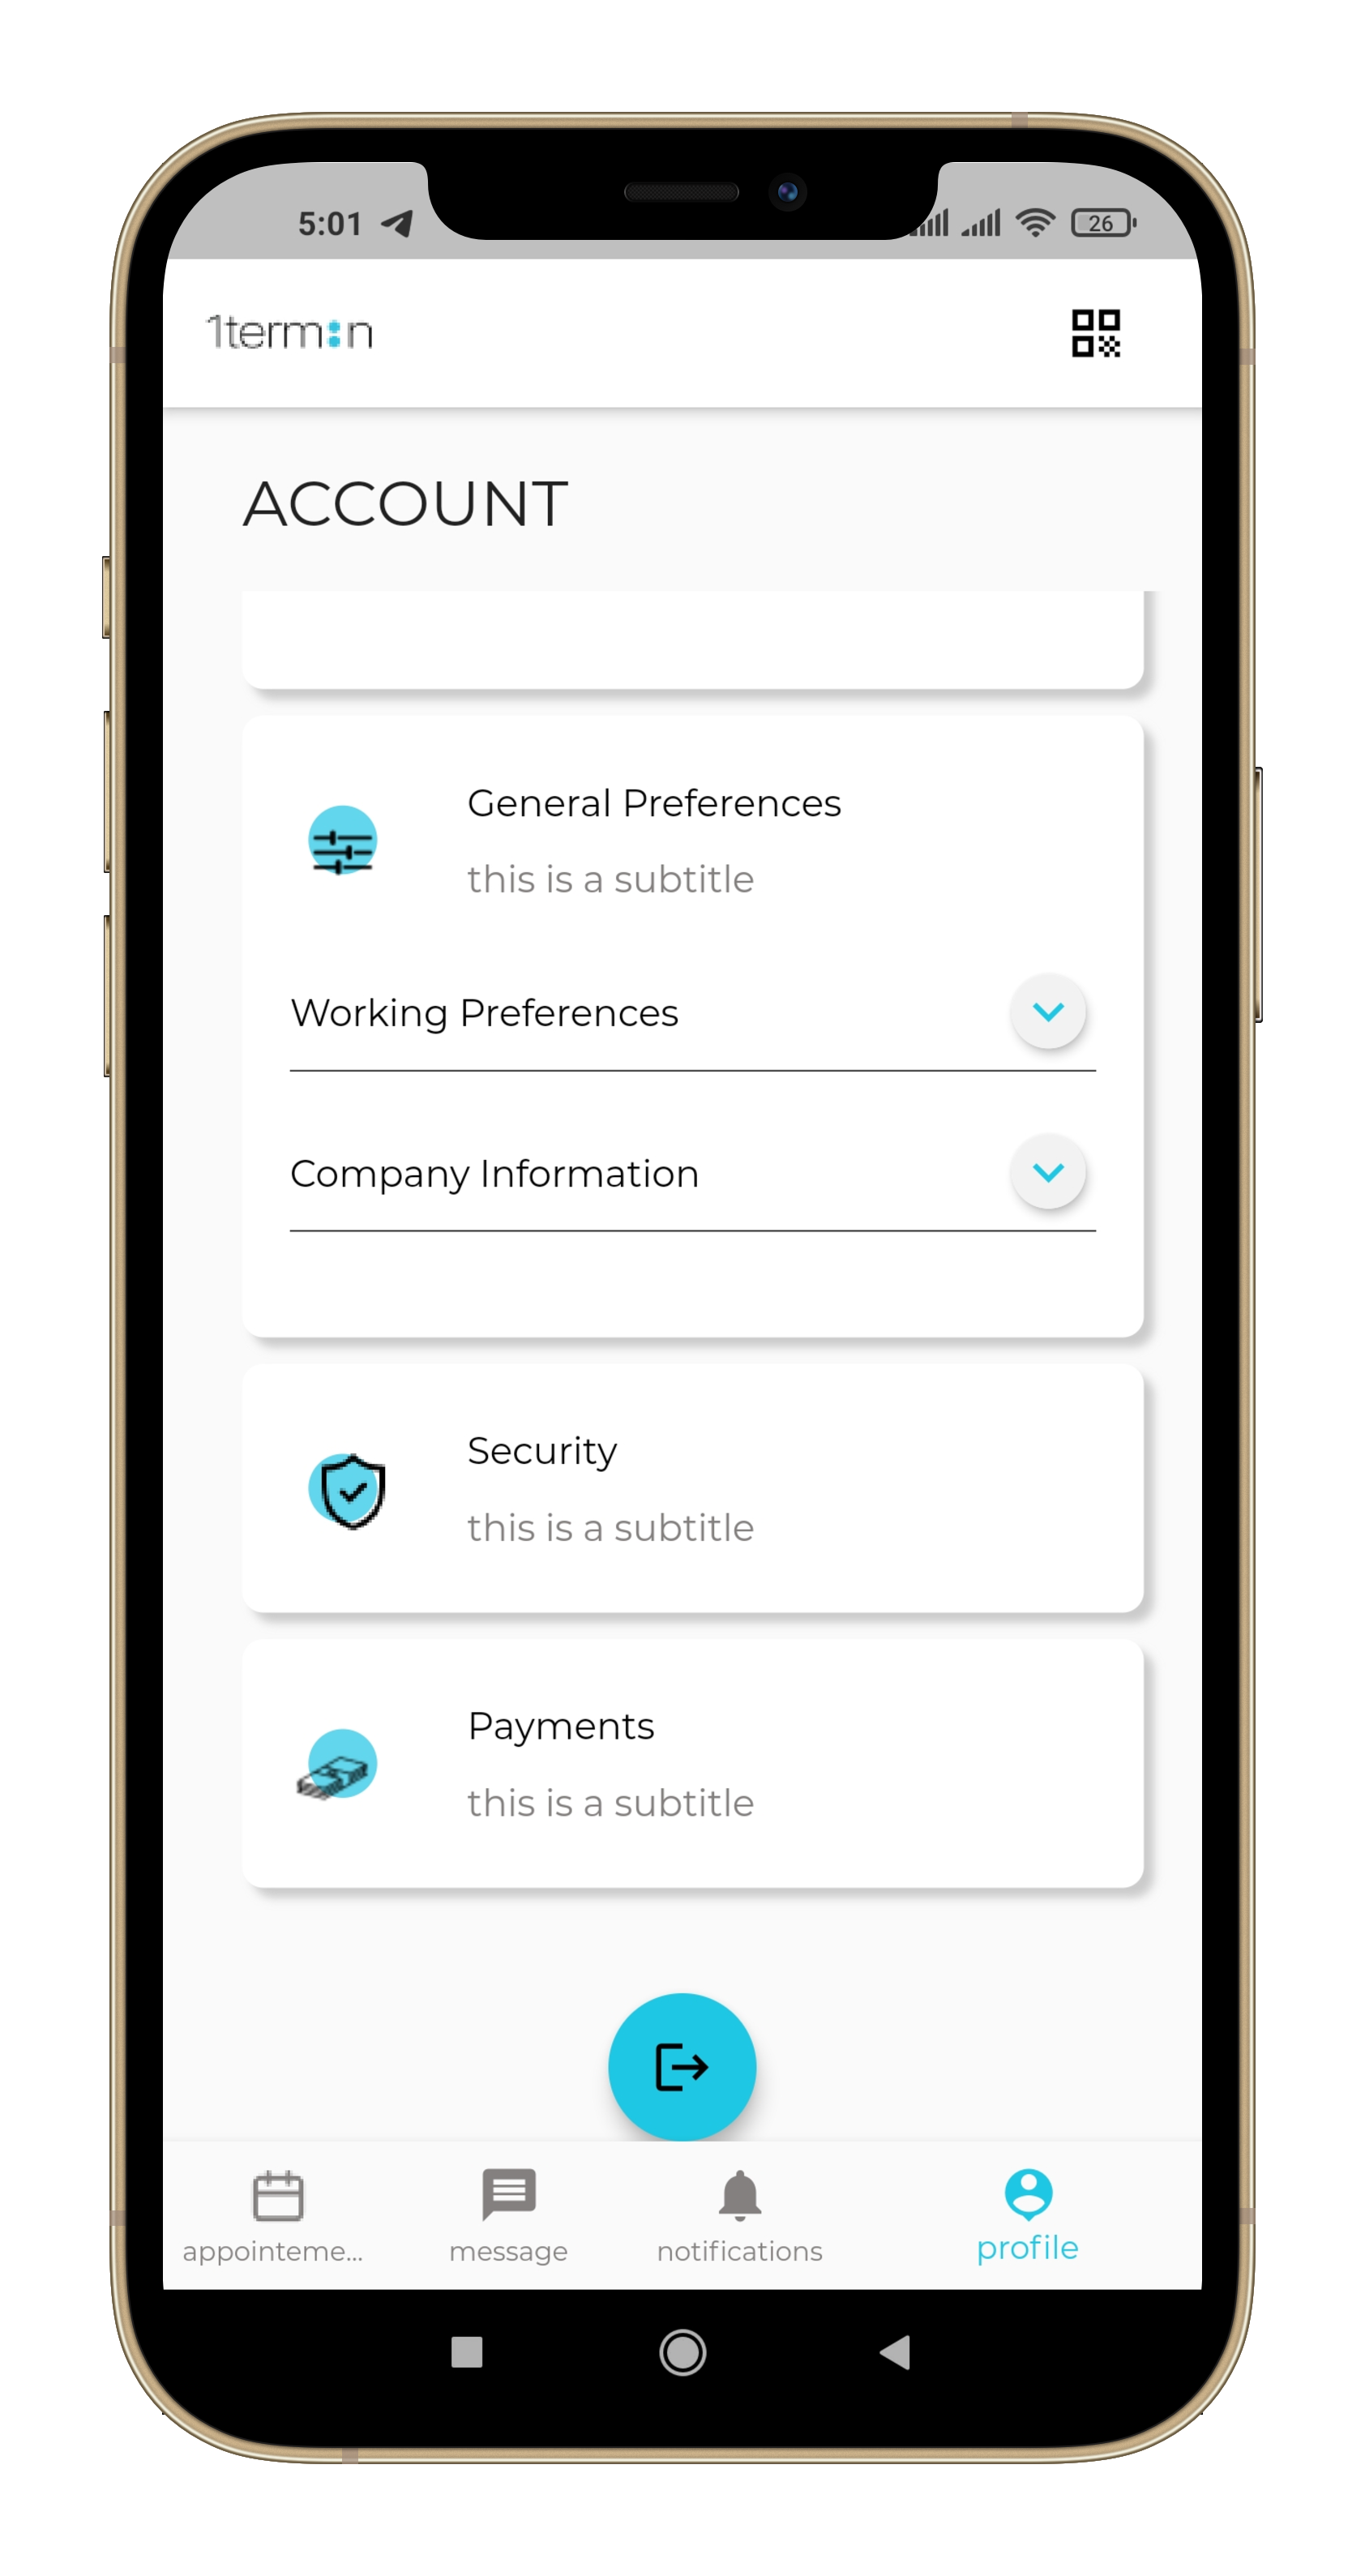 5:01
26
1term:n
ACCOUNT
General Preferences
this is a subtitle
Working Preferences
Company Information
Security
this is a subtitle
Payments
this is a subtitle
appointeme...
message
notifications
profile